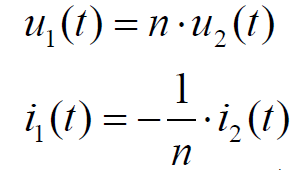 u₁(t) = n · u₂(t)
i₁(t) = −1/n · i₂(t)